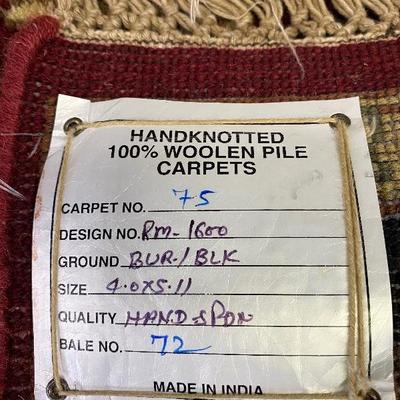 HANDKNOTTED
100% WOOLEN PILE
CARPETS
CARPET NO. 75
DESIGN NO. RM-1600
GROUND BUR./BLK
SIZE 4.0X5.11
QUALITY HAND SPON
BALE NO. 72
MADE IN INDIA